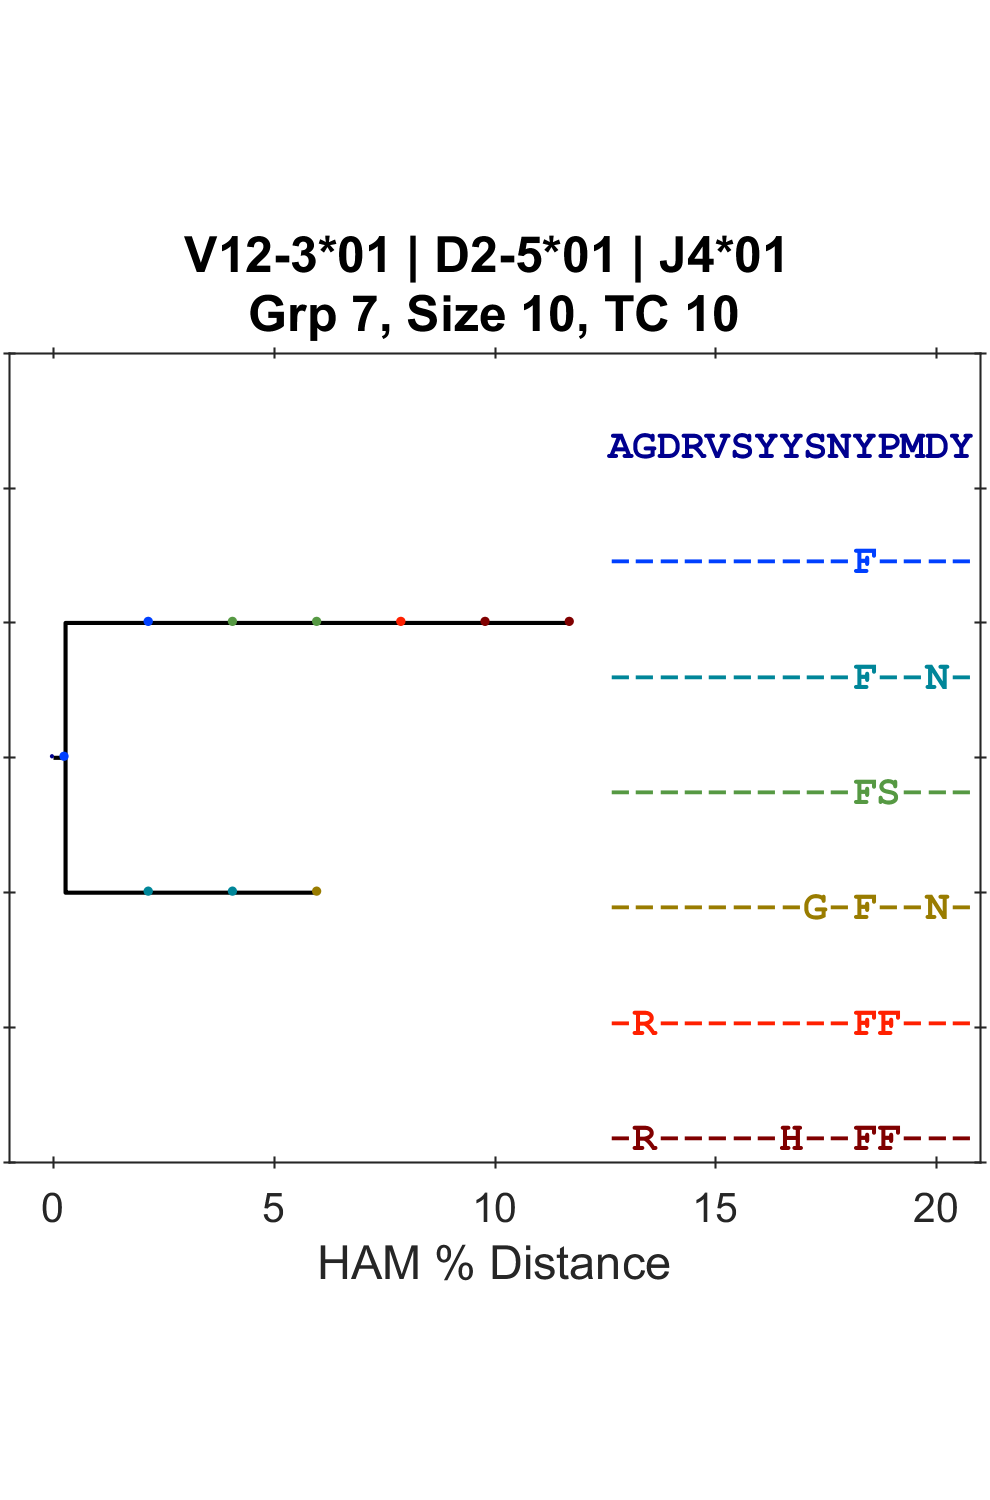 V12-3*01 | D2-5*01 | J4*01
Grp 7, Size 10, TC 10
AGDRVSYYSNYPMDY
----------F----
----------F--N-
----------FS---
--------G-F--N-
-R--------FF---
-R-----H--FF---
0 5 10 15 20
HAM % Distance